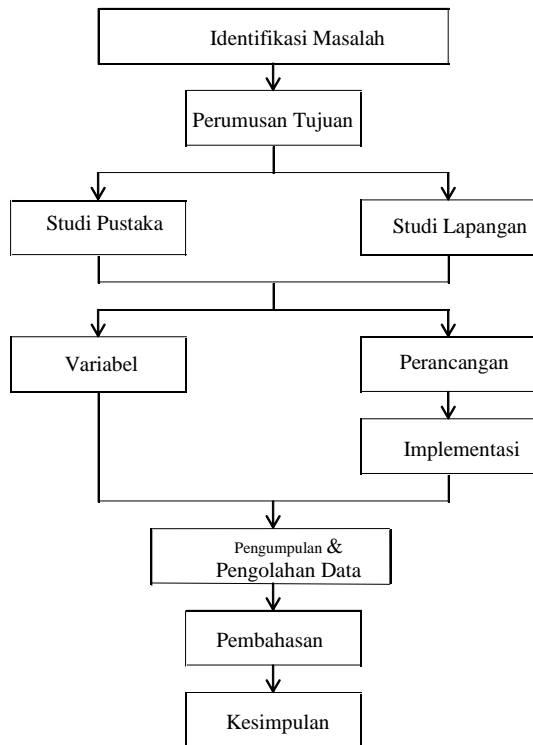 Identifikasi Masalah
Perumusan Tujuan
Studi Pustaka
Studi Lapangan
Variabel
Perancangan
Implementasi
Pengumpulan &
Pengolahan Data
Pembahasan
Kesimpulan